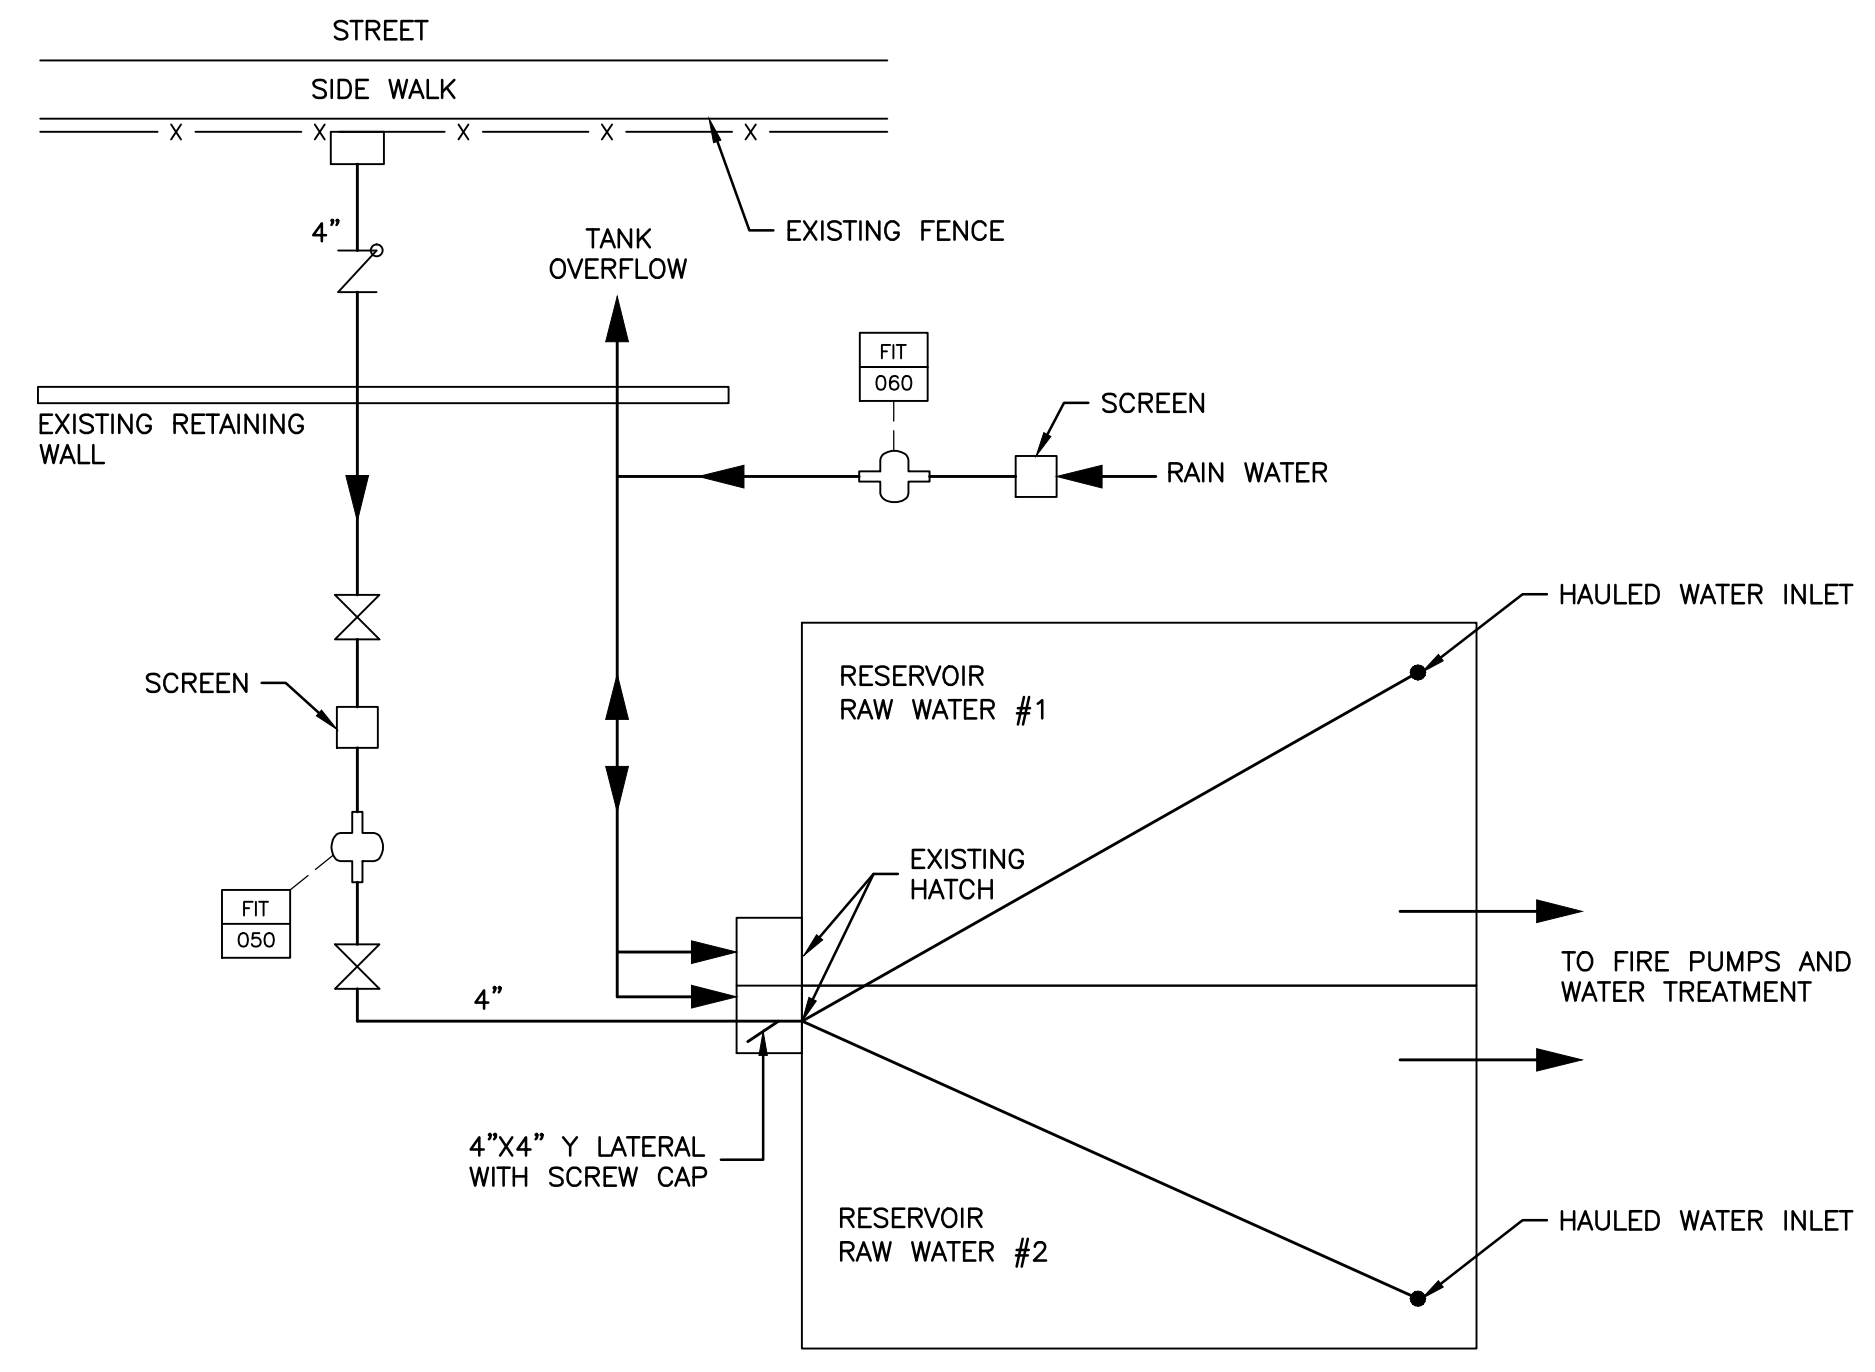 STREET
SIDE WALK
X X X X X
4"
EXISTING FENCE
TANK
OVERFLOW
FIT
060
SCREEN
EXISTING RETAINING
WALL
RAIN WATER
HAULED WATER INLET
SCREEN
RESERVOIR
RAW WATER #1
EXISTING
HATCH
FIT
050
TO FIRE PUMPS AND
WATER TREATMENT
4"
4"X4" Y LATERAL
WITH SCREW CAP
RESERVOIR
RAW WATER #2
HAULED WATER INLET